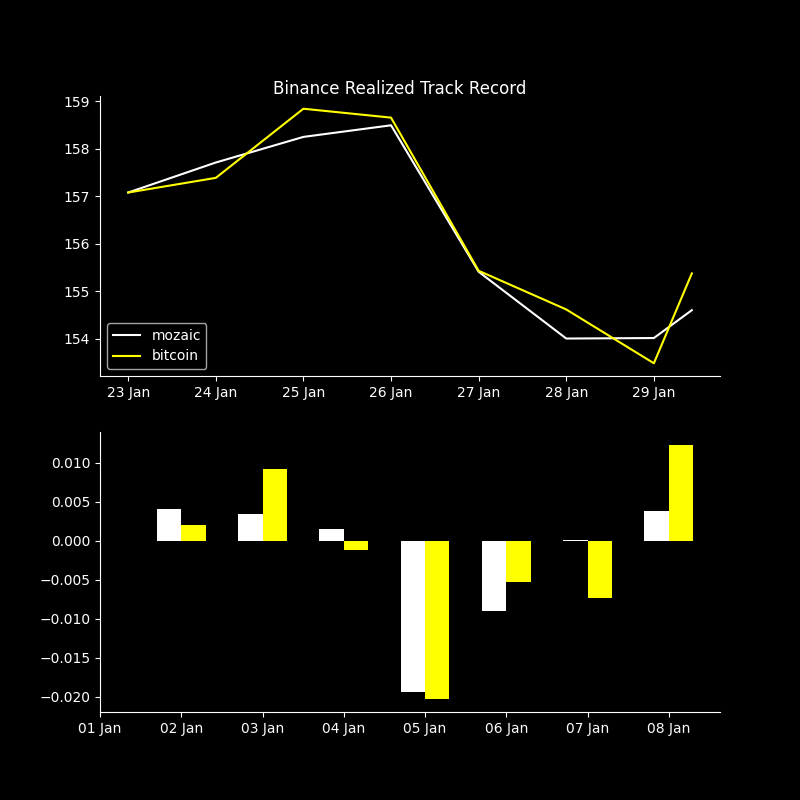 Binance Realized Track Record
159
158
157
156
155
154
mozaic
bitcoin
23 Jan 24 Jan 25 Jan 26 Jan 27 Jan 28 Jan 29 Jan
0.010
0.005
0.000
−0.005
−0.010
−0.015
−0.020
01 Jan 02 Jan 03 Jan 04 Jan 05 Jan 06 Jan 07 Jan 08 Jan